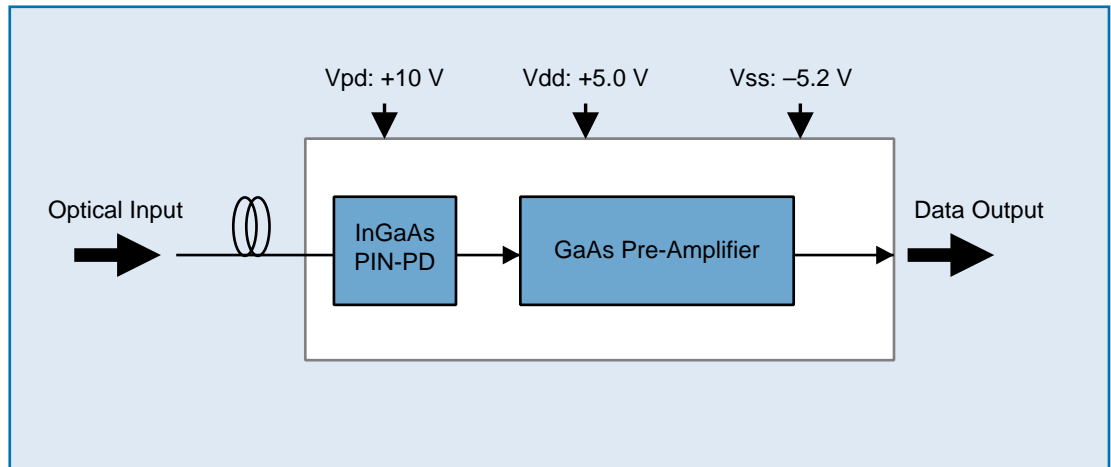 Vpd: +10 V
Vdd: +5.0 V
Vss: –5.2 V
Optical Input
InGaAs
PIN-PD
GaAs Pre-Amplifier
Data Output